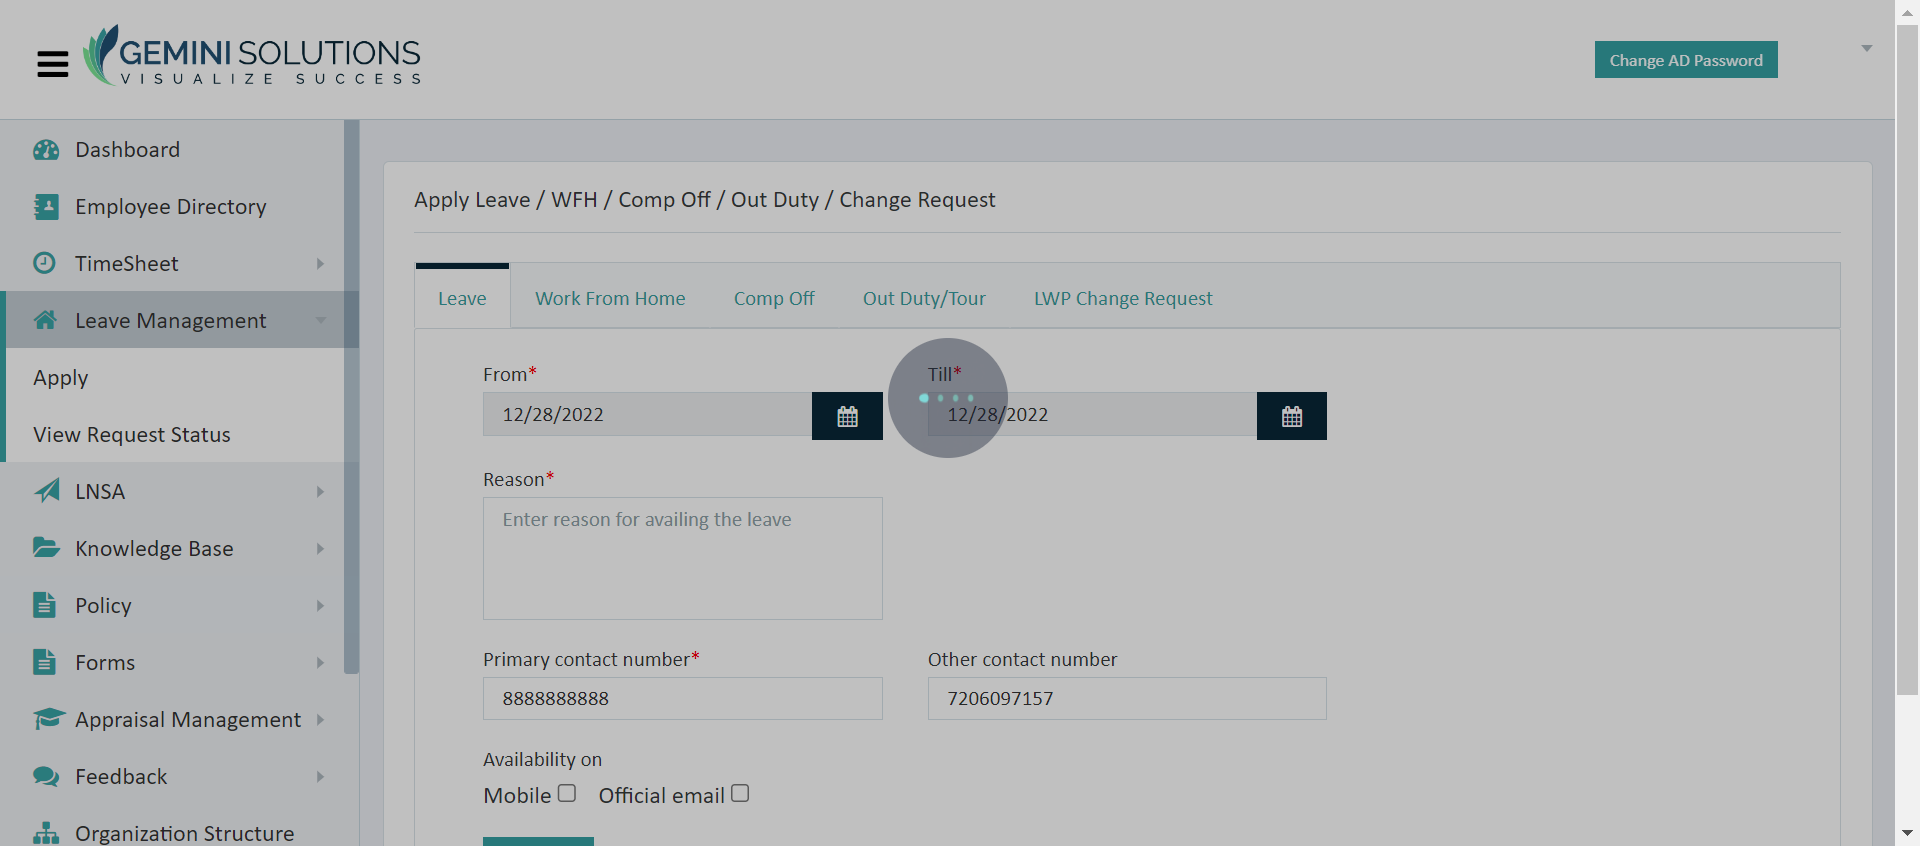 GEMINI SOLUTIONS
VISUALIZE SUCCESS
Change AD Password
Dashboard
Employee Directory
TimeSheet
Leave Management
Apply
View Request Status
LNSA
Knowledge Base
Policy
Forms
Appraisal Management
Feedback
Organization Structure
Apply Leave / WFH / Comp Off / Out Duty / Change Request
Leave Work From Home Comp Off Out Duty/Tour LWP Change Request
From* Till*
12/28/2022 12/28/2022
Reason*
Enter reason for availing the leave
Primary contact number* Other contact number
8888888888 7206097157
Availability on
Mobile Official email